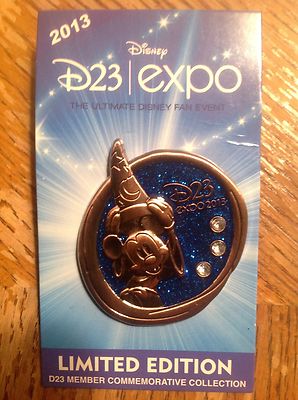 2013
Disney
D23 | expo
THE ULTIMATE DISNEY FAN EVENT
D23
EXPO 2013
LIMITED EDITION
D23 MEMBER COMMEMORATIVE COLLECTION